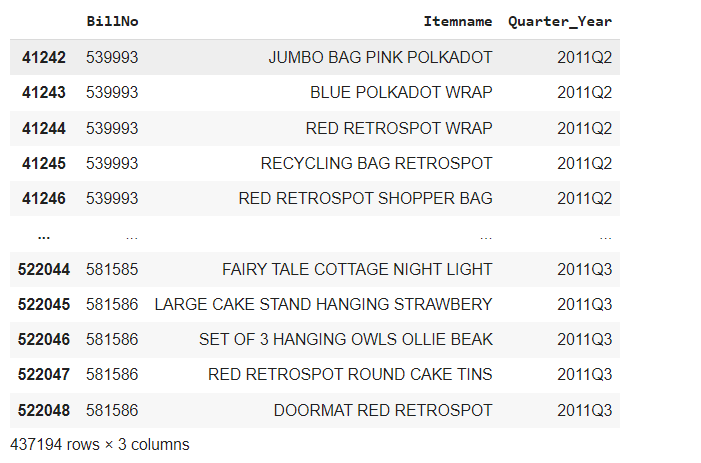 BillNo Itemname Quarter_Year
41242 539993 JUMBO BAG PINK POLKADOT 2011Q2
41243 539993 BLUE POLKADOT WRAP 2011Q2
41244 539993 RED RETROSPOT WRAP 2011Q2
41245 539993 RECYCLING BAG RETROSPOT 2011Q2
41246 539993 RED RETROSPOT SHOPPER BAG 2011Q2
... ... ... ...
522044 581585 FAIRY TALE COTTAGE NIGHT LIGHT 2011Q3
522045 581586 LARGE CAKE STAND HANGING STRAWBERY 2011Q3
522046 581586 SET OF 3 HANGING OWLS OLLIE BEAK 2011Q3
522047 581586 RED RETROSPOT ROUND CAKE TINS 2011Q3
522048 581586 DOORMAT RED RETROSPOT 2011Q3
437194 rows × 3 columns